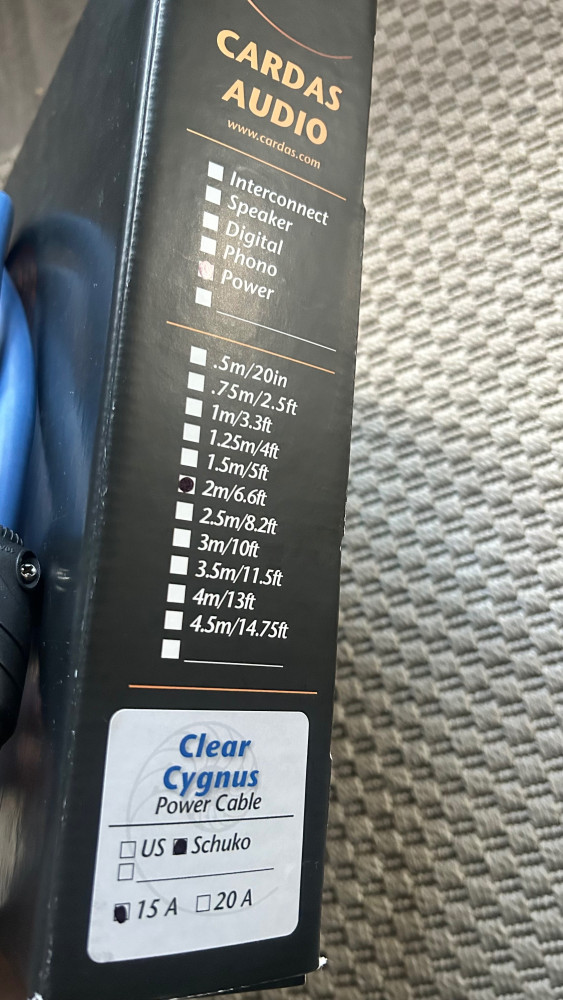 CARDAS
AUDIO
www.cardas.com
Interconnect
Speaker
Digital
Phono
Power
.5m/20in
.75m/2.5ft
1m/3.3ft
1.25m/4ft
1.5m/5ft
2m/6.6ft
2.5m/8.2ft
3m/10ft
3.5m/11.5ft
4m/13ft
4.5m/14.75ft
Clear
Cygnus
Power Cable
US Schuko
15 A 20 A